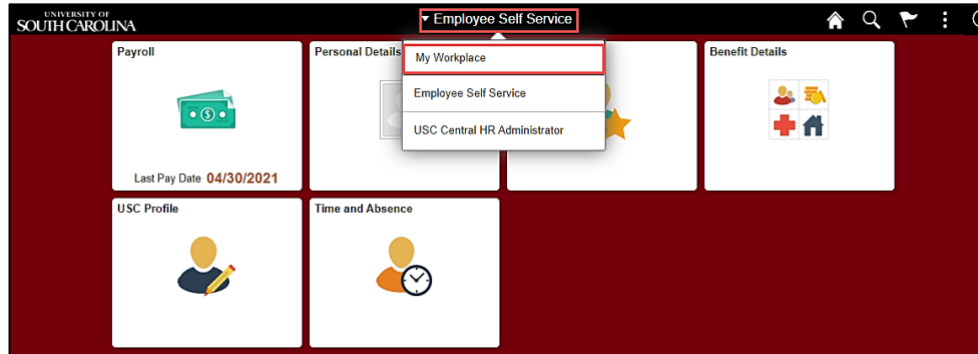 UNIVERSITY OF
SOUTH CAROLINA
Employee Self Service
My Workplace
Employee Self Service
USC Central HR Administrator
Payroll
Last Pay Date 04/30/2021
Personal Details
Benefit Details
USC Profile
Time and Absence